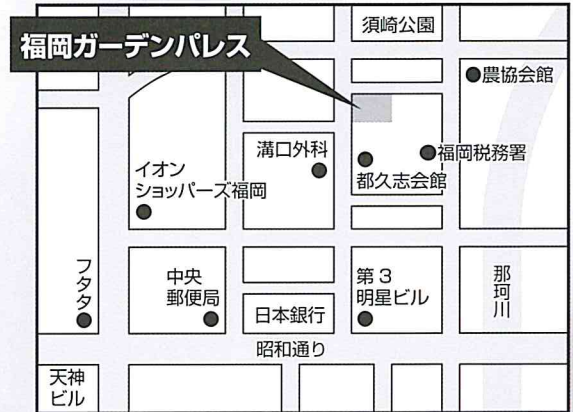 須崎公園
福岡ガーデンパレス
農協会館
溝口外科
福岡税務署
イオン
ショッパーズ福岡
都久志会館
フタタ
中央
郵便局
日本銀行
第3
明星ビル
那珂川
昭和通り
天神
ビル